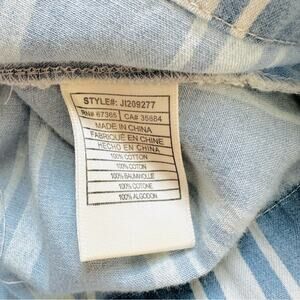 STYLE#: JI209277
RN# 67365 CA# 35884
MADE IN CHINA
FABRIQUÉ EN CHINE
HECHO EN CHINA
100% COTTON
100% COTON
100% BAUMWOLLE
100% COTONE
100% ALGODON